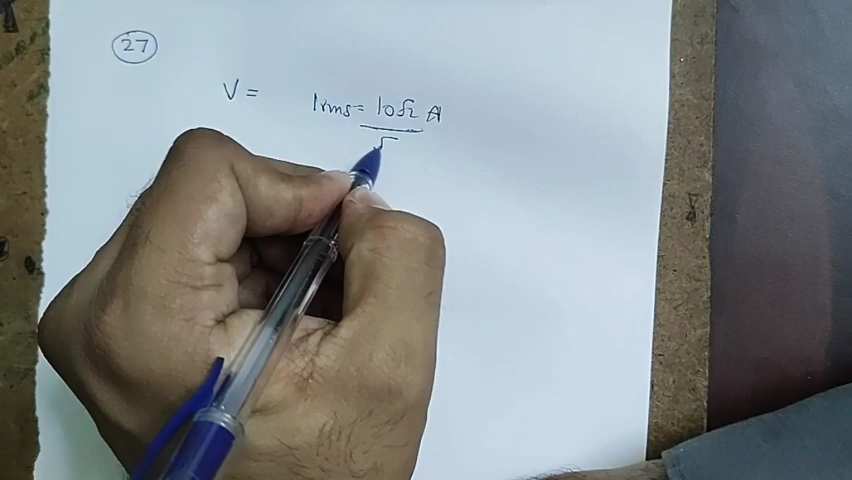 27
V = Irms = 10√2 A
√